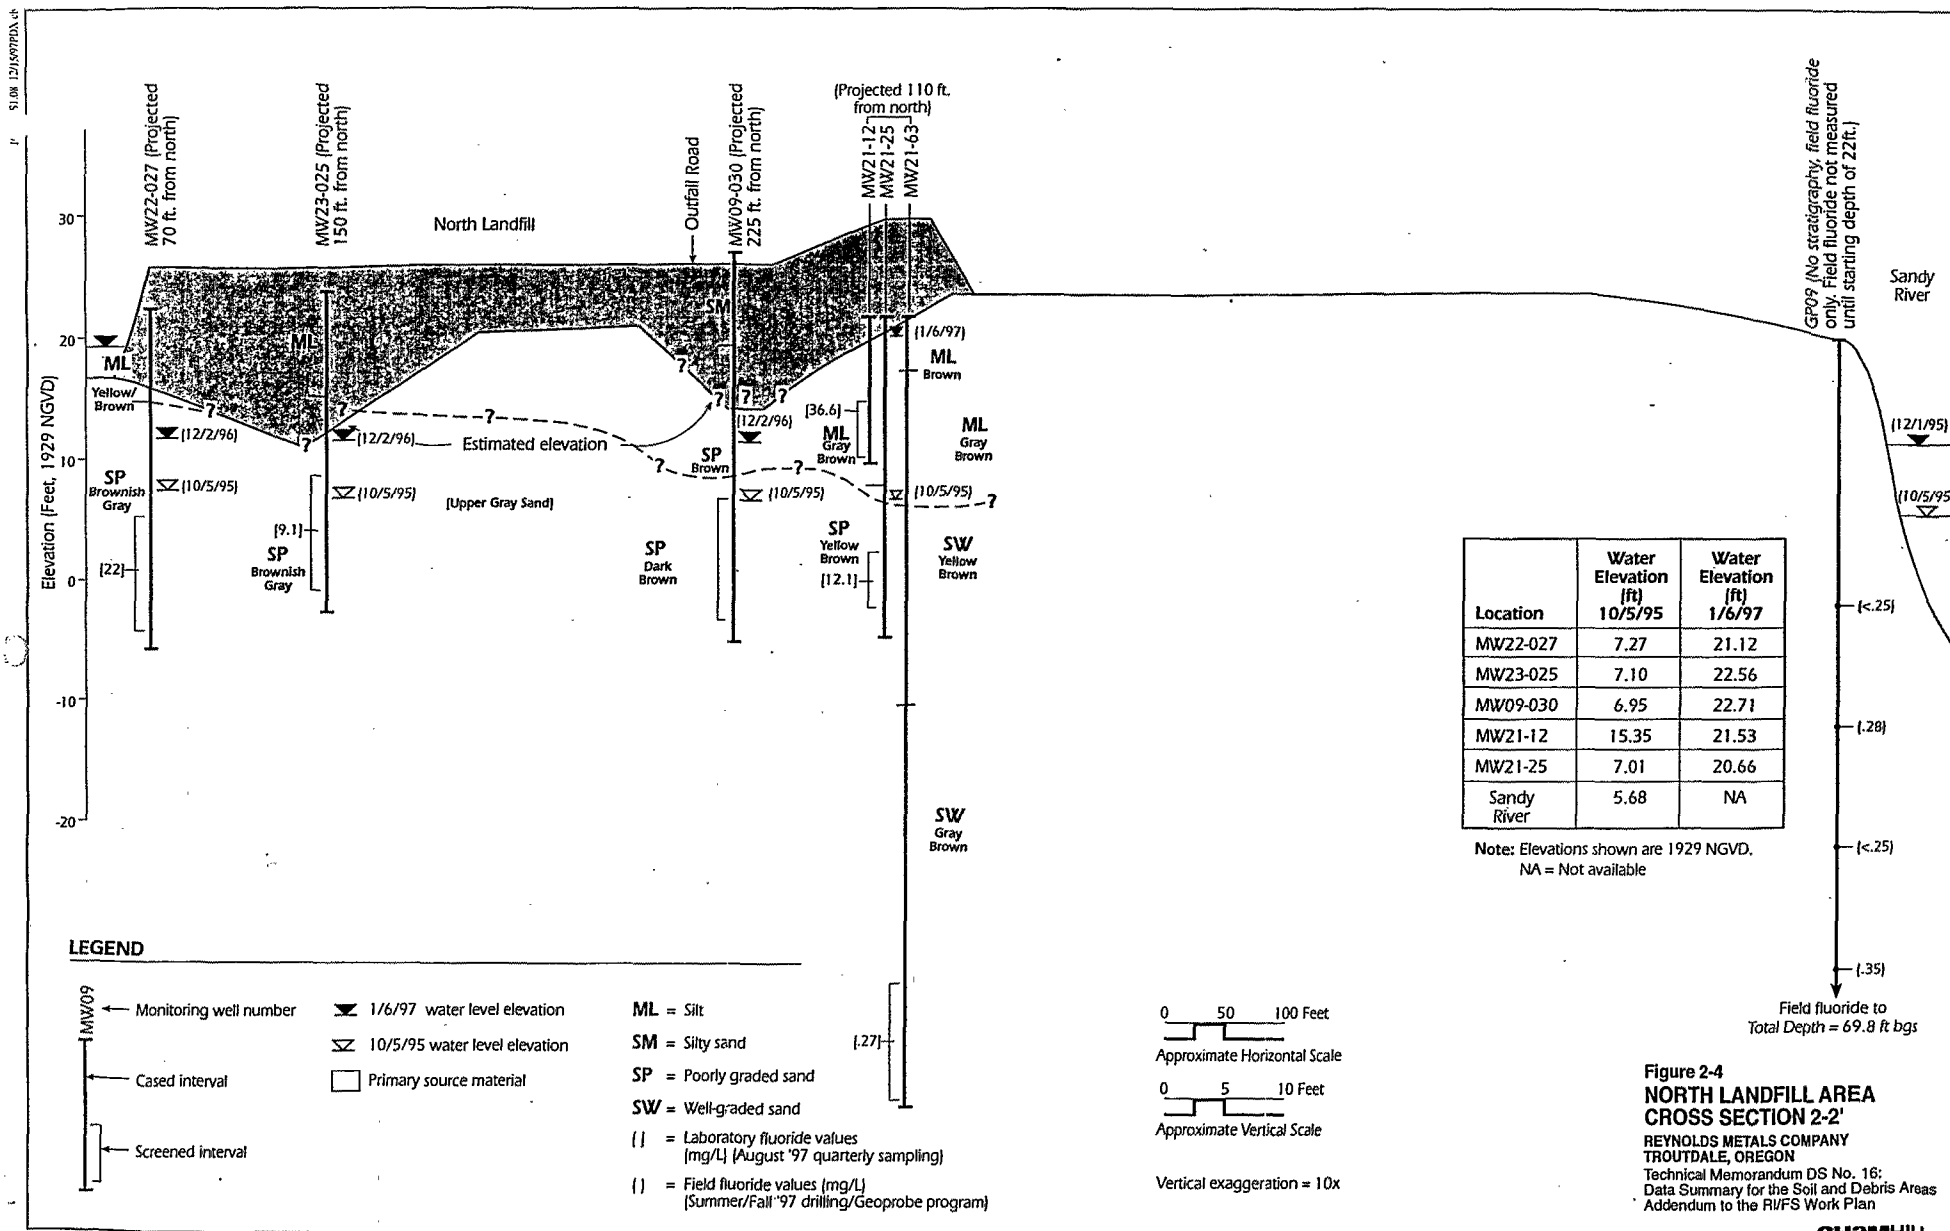 51.08 12/15/97PDX cb
MW22-027 (Projected
70 ft. from north)
MW23-025 (Projected
150 ft. from north)
North Landfill
Outfall Road
MW09-030 (Projected
225 ft. from north)
(Projected 110 ft.
from north)
MW21-12
MW21-25
MW21-63
GP09 (No stratigraphy, field fluoride
only. Field fluoride not measured
until starting depth of 22ft.)
Sandy
River
Elevation (Feet, 1929 NGVD)
30
20
10
0
-10
-20
ML
Yellow/
Brown
?
(12/2/96)
SP
Brownish
Gray
(10/5/95)
[22]
ML
?
?
(12/2/96)
Estimated elevation
(10/5/95)
[9.1]
SP
Brownish
Gray
?
(Upper Gray Sand)
SM
?
?
?
?
(12/2/96)
?
SP
Brown
?
(10/5/95)
SP
Dark
Brown
(1/6/97)
ML
Brown
[36.6]
ML
Gray
Brown
ML
Gray
Brown
(10/5/95)
?
SP
Yellow
Brown
[12.1]
SW
Yellow
Brown
SW
Gray
Brown
[.27]
(12/1/95)
(10/5/95
(<.25)
(.28)
(<.25)
(.35)
Field fluoride to
Total Depth = 69.8 ft bgs
Location Water Elevation (ft) 10/5/95 Water Elevation (ft) 1/6/97
MW22-027 7.27 21.12
MW23-025 7.10 22.56
MW09-030 6.95 22.71
MW21-12 15.35 21.53
MW21-25 7.01 20.66
Sandy River 5.68 NA
Note: Elevations shown are 1929 NGVD.
NA = Not available
LEGEND
MW09
Monitoring well number
Cased interval
Screened interval
1/6/97 water level elevation
10/5/95 water level elevation
Primary source material
ML = Silt
SM = Silty sand
SP = Poorly graded sand
SW = Well-graded sand
[ ] = Laboratory fluoride values
(mg/L) (August '97 quarterly sampling)
( ) = Field fluoride values (mg/L)
(Summer/Fall '97 drilling/Geoprobe program)
0 50 100 Feet
Approximate Horizontal Scale
0 5 10 Feet
Approximate Vertical Scale
Vertical exaggeration = 10x
Figure 2-4
NORTH LANDFILL AREA
CROSS SECTION 2-2'
REYNOLDS METALS COMPANY
TROUTDALE, OREGON
Technical Memorandum DS No. 16:
Data Summary for the Soil and Debris Areas
Addendum to the RI/FS Work Plan